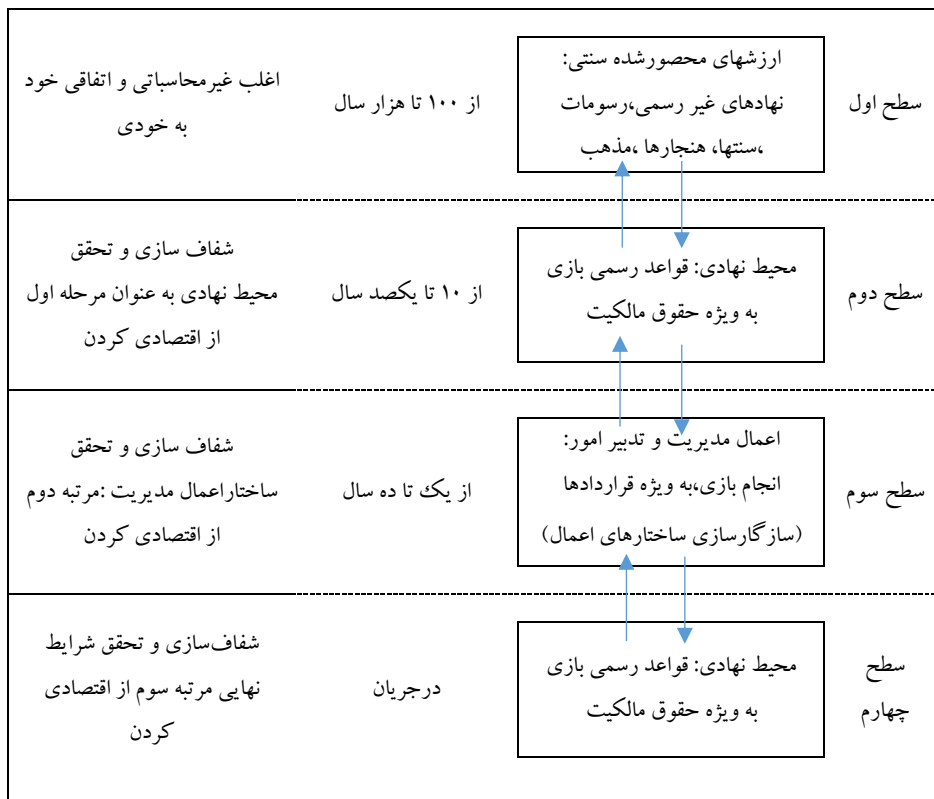 سطح اول
ارزشهای محصورشده سنتی:
نهادهای غیر رسمی،رسومات
،سنتها، هنجارها ،مذهب
از ۱۰۰ تا هزار سال
اغلب غیرمحاسباتی و اتفاقی خود
به خودی
سطح دوم
محیط نهادی: قواعد رسمی بازی
به ویژه حقوق مالکیت
از ۱۰ تا یکصد سال
شفاف سازی و تحقق
محیط نهادی به عنوان مرحله اول
از اقتصادی کردن
سطح سوم
اعمال مدیریت و تدبیر امور:
انجام بازی،به ویژه قراردادها
(سازگارسازی ساختارهای اعمال)
از یک تا ده سال
شفاف سازی و تحقق
ساختاراعمال مدیریت :مرتبه دوم
از اقتصادی کردن
سطح
چهارم
محیط نهادی: قواعد رسمی بازی
به ویژه حقوق مالکیت
درجریان
شفاف‌سازی و تحقق شرایط
نهایی مرتبه سوم از اقتصادی
کردن